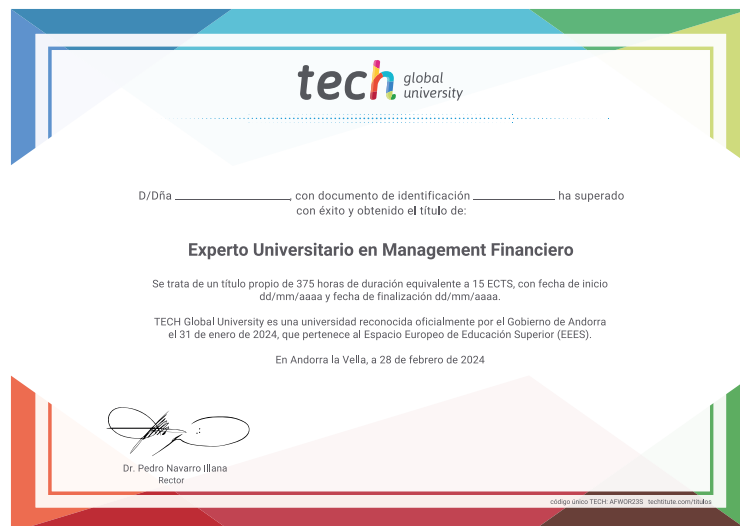 tech global university
D/Dña ____________, con documento de identificación ____________ ha superado
con éxito y obtenido el título de:
Experto Universitario en Management Financiero
Se trata de un título propio de 375 horas de duración equivalente a 15 ECTS, con fecha de inicio
dd/mm/aaaa y fecha de finalización dd/mm/aaaa.
TECH Global University es una universidad reconocida oficialmente por el Gobierno de Andorra
el 31 de enero de 2024, que pertenece al Espacio Europeo de Educación Superior (EEES).
En Andorra la Vella, a 28 de febrero de 2024
Dr. Pedro Navarro Illana
Rector
código único TECH: AFWOR23S techtitute.com/titulos